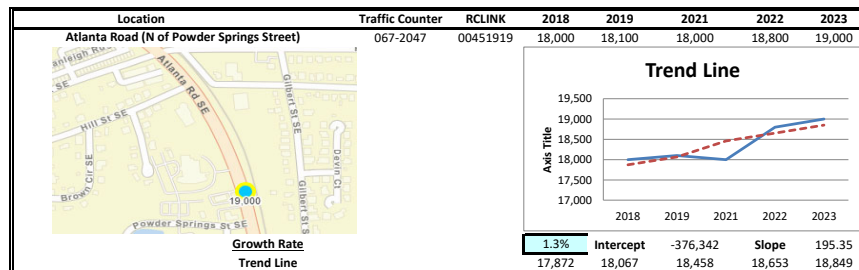 Location Traffic Counter RCLINK 2018 2019 2021 2022 2023
Atlanta Road (N of Powder Springs Street) 067-2047 00451919 18,000 18,100 18,000 18,800 19,000
Atlanta Rd SE
Gilbert St SE
Hill St SE
Devin Ct
Brown Cir SE
Gilbert St SE
19,000
Powder Springs St SE
Trend Line
Axis Title
19,500
19,000
18,500
18,000
17,500
17,000
2018 2019 2021 2022 2023
Growth Rate 1.3% Intercept -376,342 Slope 195.35
Trend Line 17,872 18,067 18,458 18,653 18,849